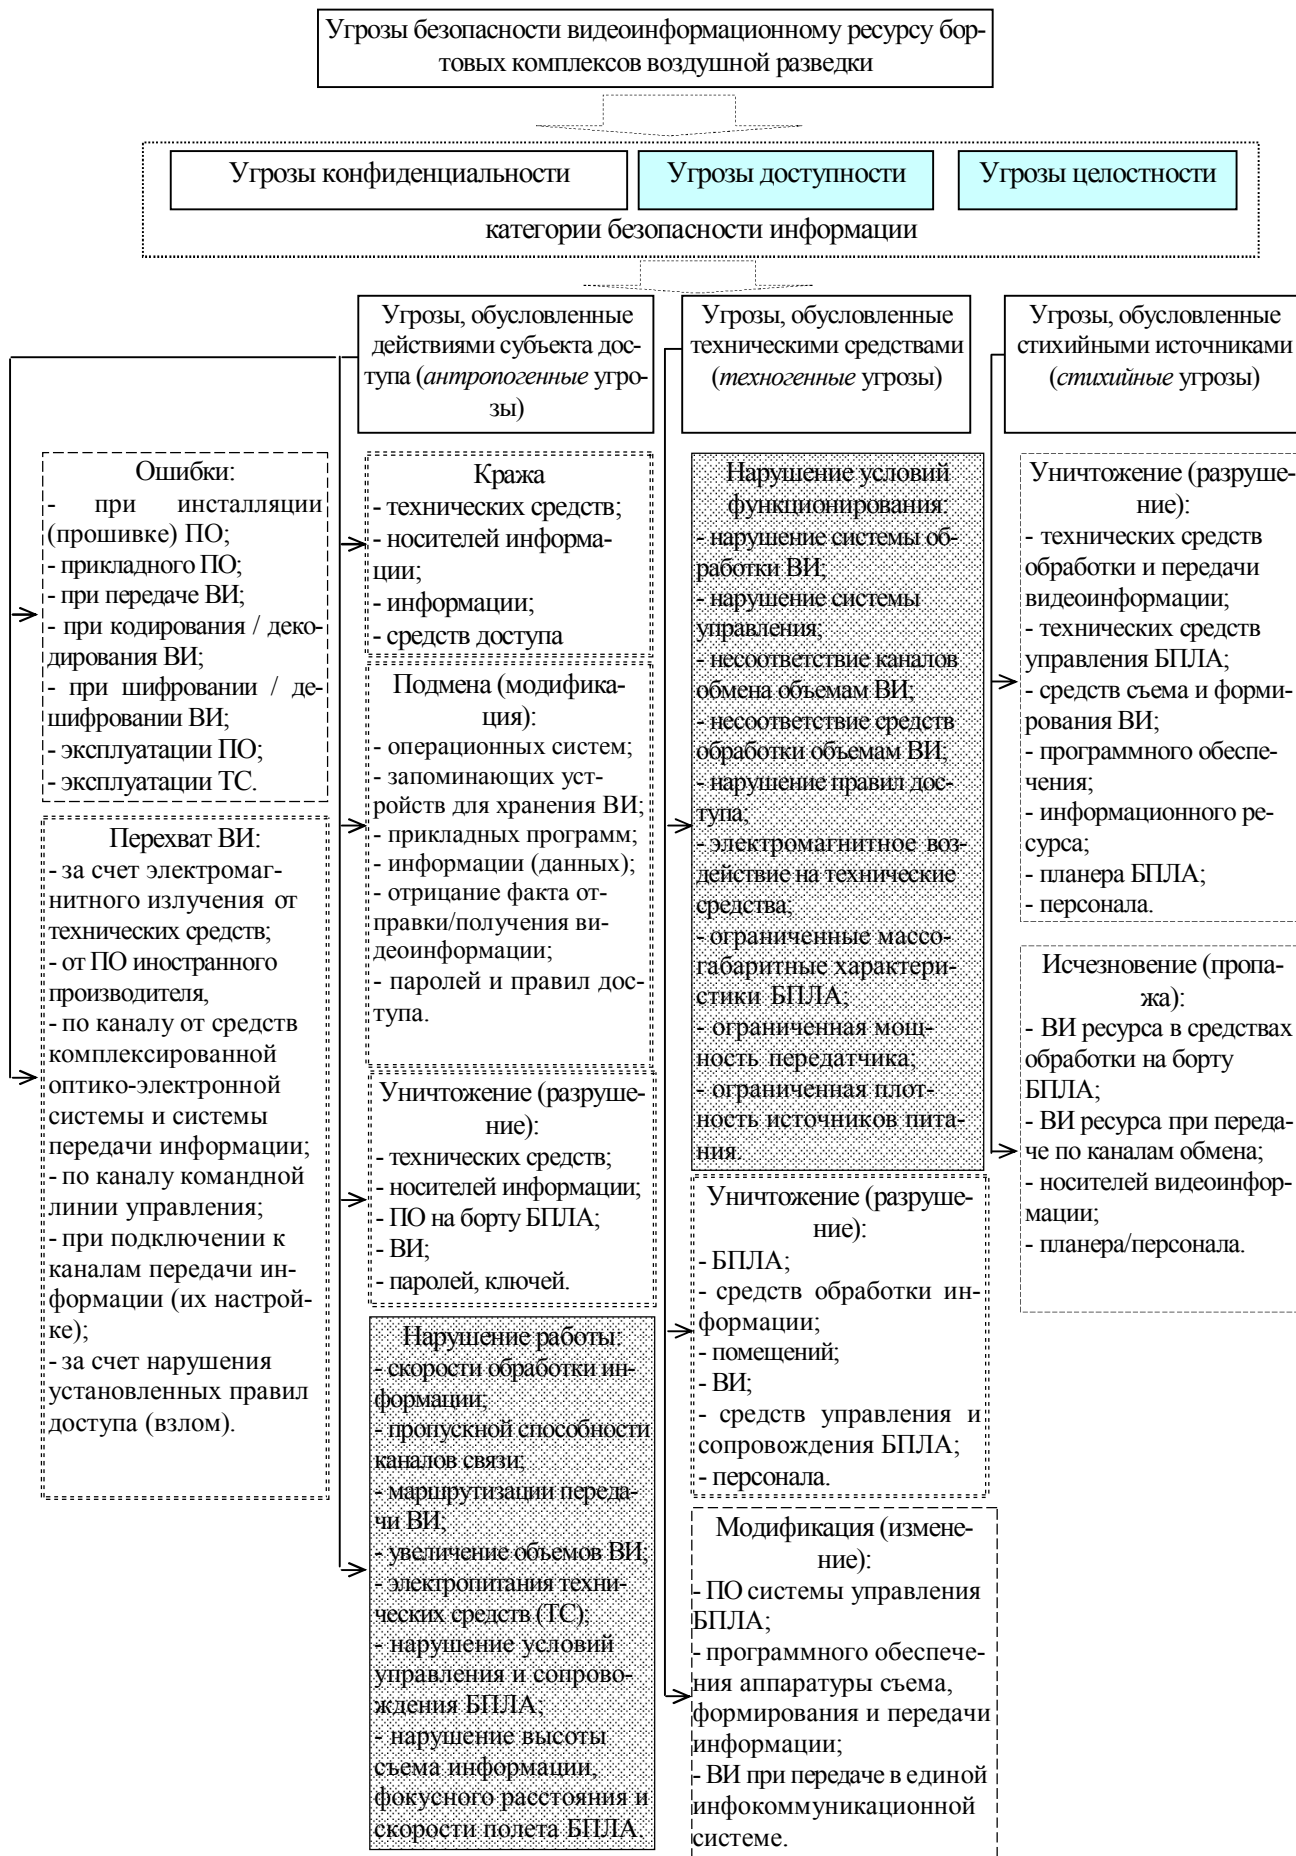 Угрозы безопасности видеоинформационному ресурсу бор-
товых комплексов воздушной разведки
Угрозы конфиденциальности
Угрозы доступности
Угрозы целостности
категории безопасности информации
Угрозы, обусловленные
действиями субъекта дос-
тупа (антропогенные угро-
зы)
Угрозы, обусловленные
техническими средствами
(техногенные угрозы)
Угрозы, обусловленные
стихийными источниками
(стихийные угрозы)
Ошибки:
- при инсталляции
(прошивке) ПО;
- прикладного ПО;
- при передаче ВИ;
- при кодирования / деко-
дирования ВИ;
- при шифровании / де-
шифровании ВИ;
- эксплуатации ПО;
- эксплуатации ТС.
Перехват ВИ:
- за счет электромаг-
нитного излучения от
технических средств;
- от ПО иностранного
производителя,
- по каналу от средств
комплексированной
оптико-электронной
системы и системы
передачи информации;
- по каналу командной
линии управления;
- при подключении к
каналам передачи ин-
формации (их настрой-
ке);
- за счет нарушения
установленных правил
доступа (взлом).
Кража
- технических средств;
- носителей информа-
ции;
- информации;
- средств доступа
Подмена (модифика-
ция):
- операционных систем;
- запоминающих уст-
ройств для хранения ВИ;
- прикладных программ;
- информации (данных);
- отрицание факта от-
правки/получения ви-
деоинформации;
- паролей и правил дос-
тупа.
Уничтожение (разруше-
ние):
- технических средств;
- носителей информации;
- ПО на борту БПЛА;
- ВИ;
- паролей, ключей.
Нарушение работы:
- скорости обработки ин-
формации;
- пропускной способности
каналов связи;
- маршрутизации переда-
чи ВИ;
- увеличение объемов ВИ;
- электропитания техни-
ческих средств (ТС);
- нарушение условий
управления и сопрово-
ждения БПЛА;
- нарушение высоты
съема информации,
фокусного расстояния и
скорости полета БПЛА.
Нарушение условий
функционирования:
- нарушение системы об-
работки ВИ;
- нарушение системы
управления;
- несоответствие каналов
обмена объемам ВИ;
- несоответствие средств
обработки объемам ВИ;
- нарушение правил дос-
тупа;
- электромагнитное воз-
действие на технические
средства;
- ограниченные массо-
габаритные характери-
стики БПЛА;
- ограниченная мощ-
ность передатчика;
- ограниченная плот-
ность источников пита-
ния.
Уничтожение (разруше-
ние):
- БПЛА;
- средств обработки ин-
формации;
- помещений;
- ВИ;
- средств управления и
сопровождения БПЛА;
- персонала.
Модификация (измене-
ние):
- ПО системы управления
БПЛА;
- программного обеспече-
ния аппаратуры съема,
формирования и передачи
информации;
- ВИ при передаче в единой
инфокоммуникационной
системе.
Уничтожение (разруше-
ние):
- технических средств
обработки и передачи
видеоинформации;
- технических средств
управления БПЛА;
- средств съема и форми-
рования ВИ;
- программного обеспе-
чения;
- информационного ре-
сурса;
- планера БПЛА;
- персонала.
Исчезновение (пропа-
жа):
- ВИ ресурса в средствах
обработки на борту
БПЛА;
- ВИ ресурса при переда-
че по каналам обмена;
- носителей видеоинфор-
мации;
- планера/персонала.